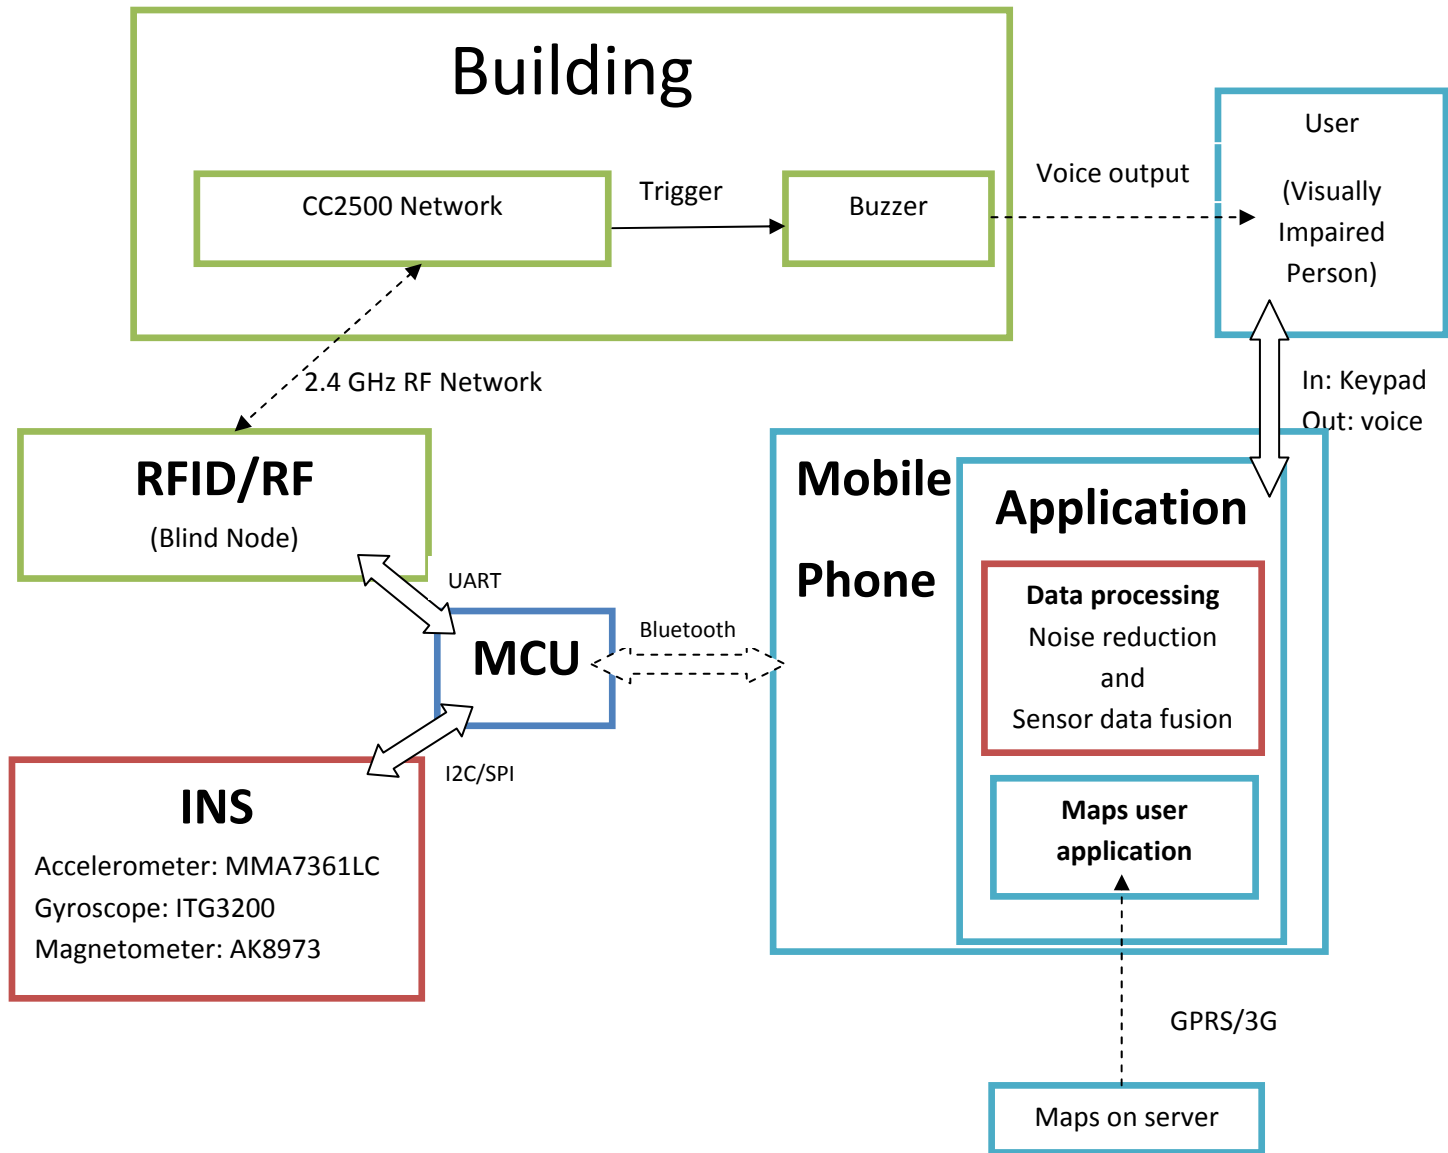 Building
CC2500 Network
Trigger
Buzzer
Voice output
User
(Visually
Impaired
Person)
2.4 GHz RF Network
In: Keypad
Out: voice
RFID/RF
(Blind Node)
UART
MCU
Bluetooth
I2C/SPI
INS
Accelerometer: MMA7361LC
Gyroscope: ITG3200
Magnetometer: AK8973
Mobile
Phone
Application
Data processing
Noise reduction
and
Sensor data fusion
Maps user
application
GPRS/3G
Maps on server